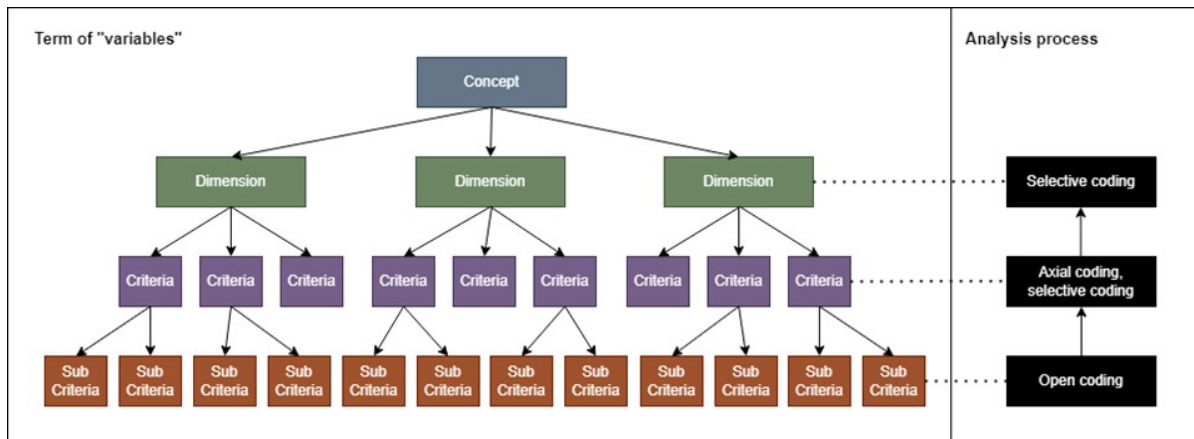 Term of "variables"
Analysis process
Concept
Dimension
Dimension
Dimension
Selective coding
Criteria
Criteria
Criteria
Criteria
Criteria
Criteria
Criteria
Criteria
Criteria
Axial coding,
selective coding
Sub
Criteria
Sub
Criteria
Sub
Criteria
Sub
Criteria
Sub
Criteria
Sub
Criteria
Sub
Criteria
Sub
Criteria
Sub
Criteria
Sub
Criteria
Sub
Criteria
Sub
Criteria
Open coding